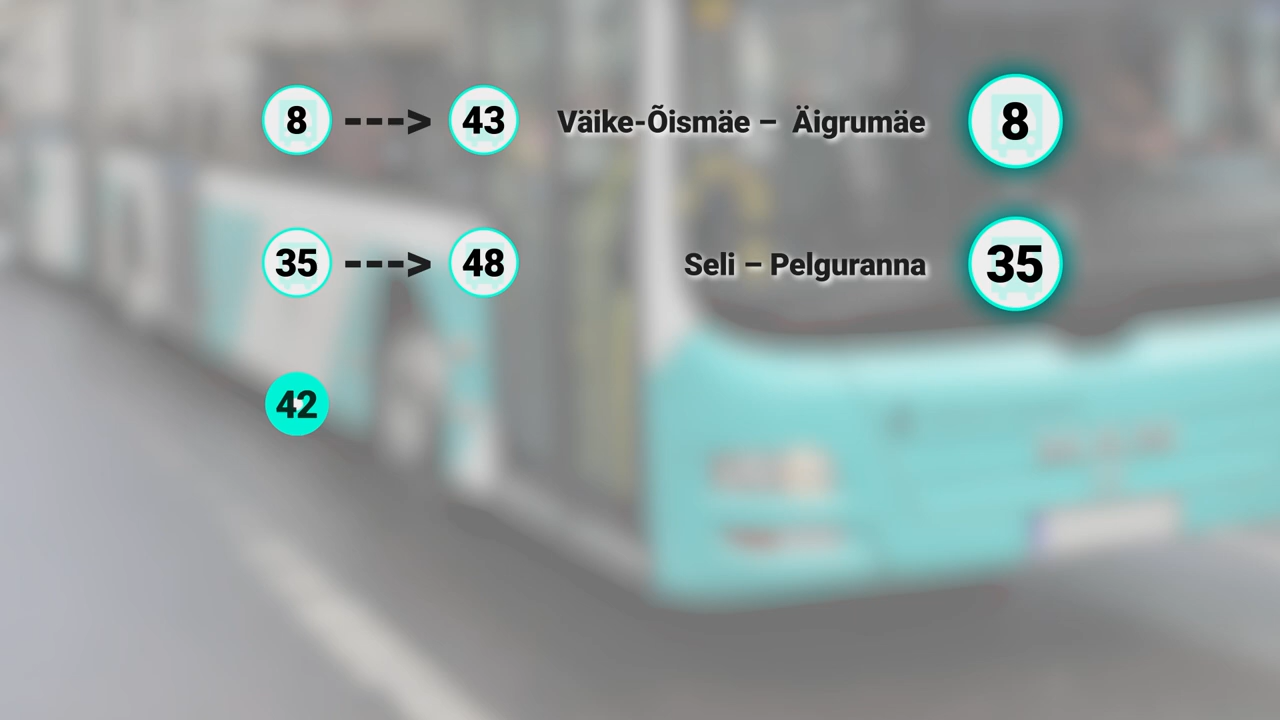 8 ---> 43 Väike-Õismäe – Äigrumäe 8
35 ---> 48 Seli – Pelguranna 35
42